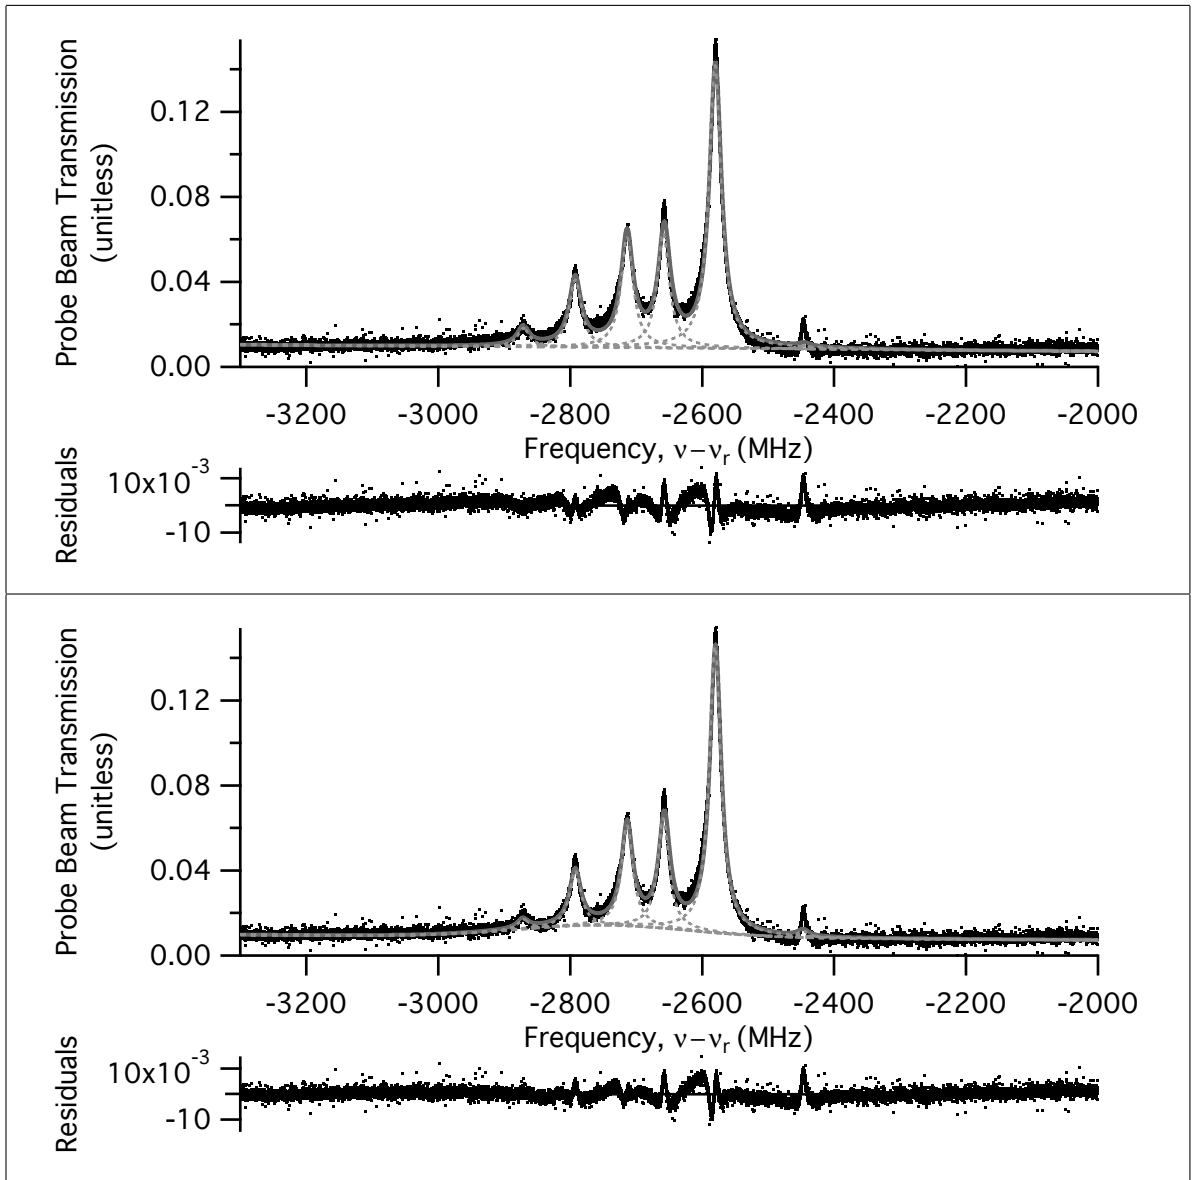 Probe Beam Transmission
(unitless)
0.12
0.08
0.04
0.00
-3200 -3000 -2800 -2600 -2400 -2200 -2000
Frequency, ν–νr (MHz)
Residuals
10x10-3
-10
Probe Beam Transmission
(unitless)
0.12
0.08
0.04
0.00
-3200 -3000 -2800 -2600 -2400 -2200 -2000
Frequency, ν–νr (MHz)
Residuals
10x10-3
-10